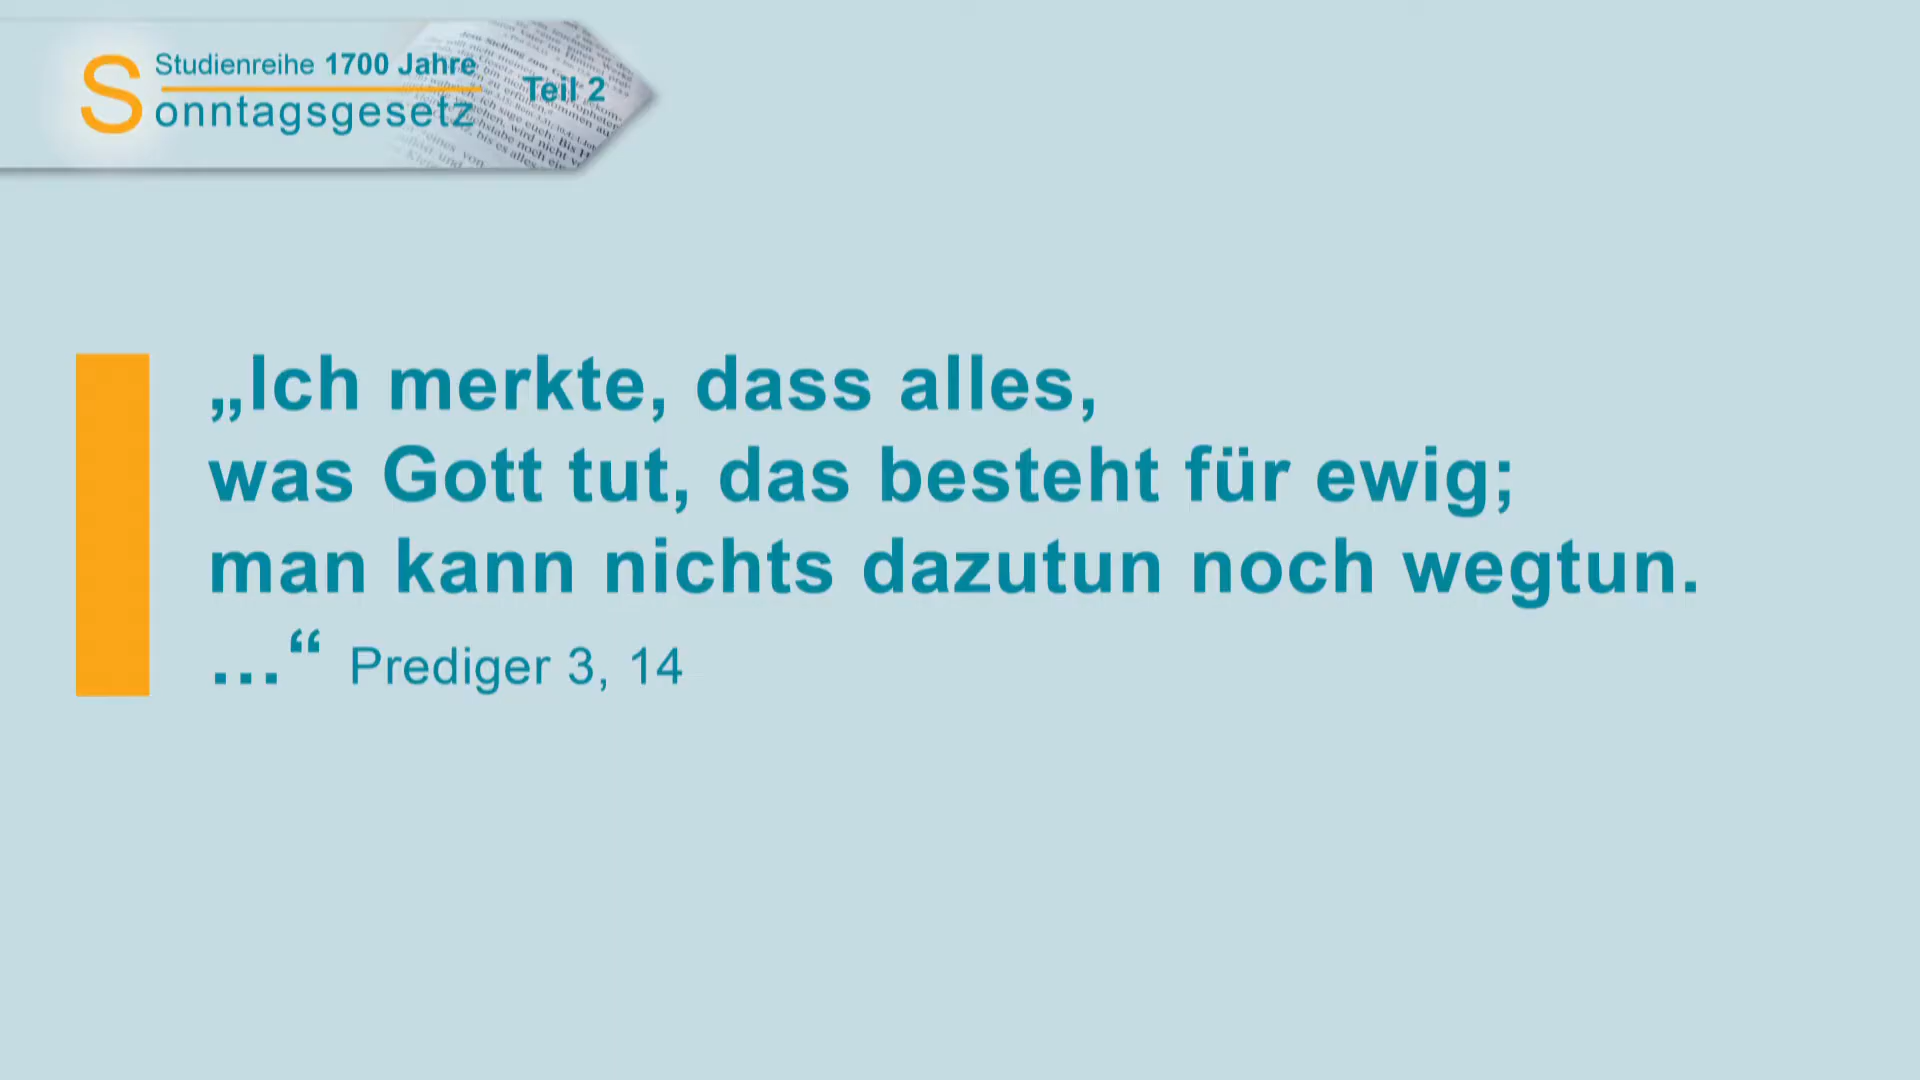 Studienreihe 1700 Jahre
Sonntagsgesetz
Teil 2
„Ich merkte, dass alles,
was Gott tut, das besteht für ewig;
man kann nichts dazutun noch wegtun.
...“ Prediger 3, 14